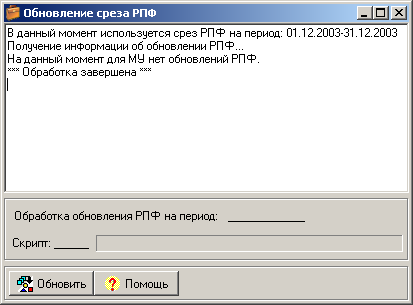 Обновление среза РПФ
В данный момент используется срез РПФ на период: 01.12.2003-31.12.2003
Получение информации об обновлении РПФ...
На данный момент для МУ нет обновлений РПФ.
*** Обработка завершена ***
Обработка обновления РПФ на период: ____________
Скрипт: ______
Обновить
? Помощь